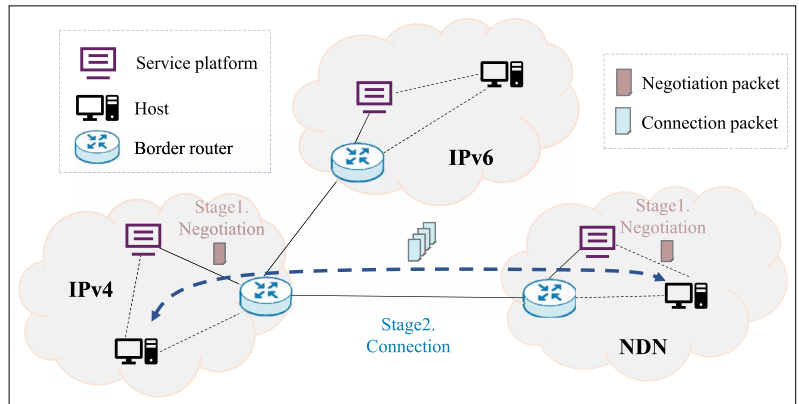 Service platform
Host
Border router
Negotiation packet
Connection packet
IPv6
Stage1.
Negotiation
IPv4
Stage1.
Negotiation
NDN
Stage2.
Connection